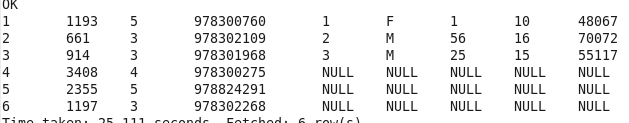 OK
1 1193 5 978300760 1 F 1 10 48067
2 661 3 978302109 2 M 56 16 70072
3 914 3 978301968 3 M 25 15 55117
4 3408 4 978300275 NULL NULL NULL NULL NULL
5 2355 5 978824291 NULL NULL NULL NULL NULL
6 1197 3 978302268 NULL NULL NULL NULL NULL
Time taken: 25.111 seconds, Fetched: 6 row(s)